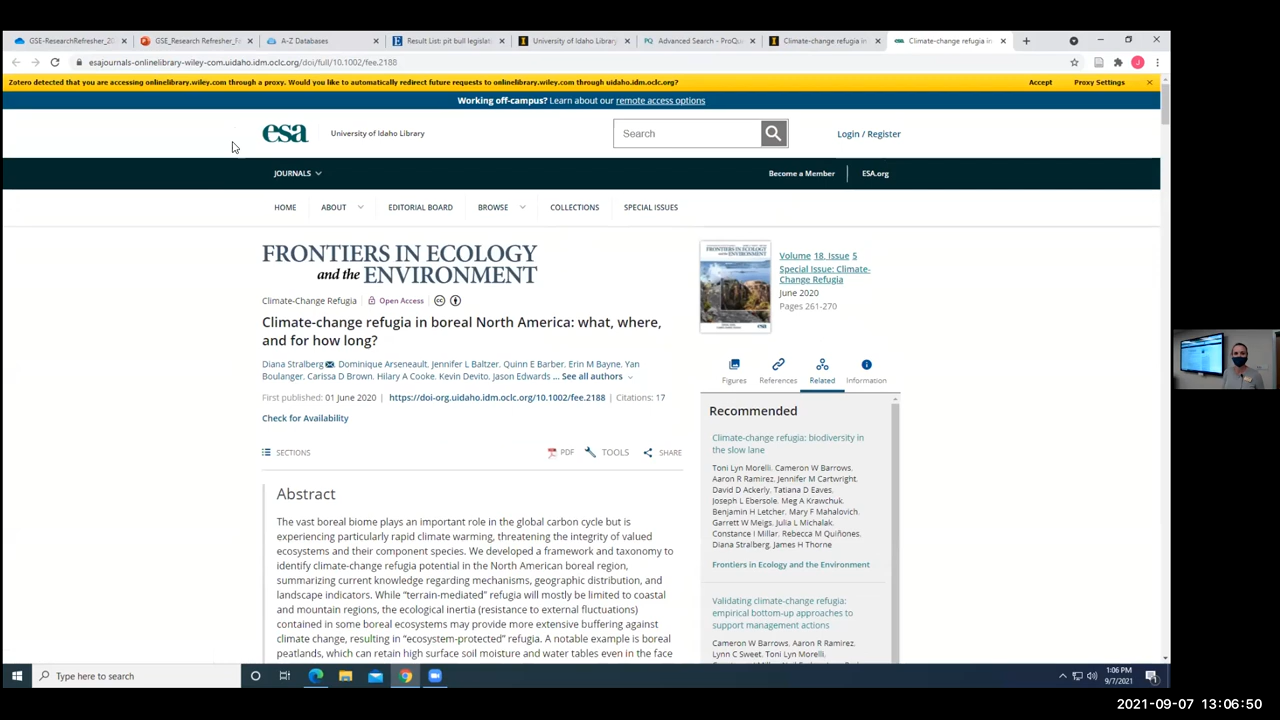 GSE-ResearchRefresher_20
GSE_Research Refresher_Fa
A-Z Databases
Result List: pit bull legislat
University of Idaho Library
Advanced Search - ProQu
Climate-change refugia in
Climate-change refugia in
esajournals-onlinelibrary-wiley-com.uidaho.idm.oclc.org/doi/full/10.1002/fee.2188
Zotero detected that you are accessing onlinelibrary.wiley.com through a proxy. Would you like to automatically redirect future requests to onlinelibrary.wiley.com through uidaho.idm.oclc.org?
Accept
Proxy Settings
Working off-campus? Learn about our remote access options
esa
University of Idaho Library
Search
Login / Register
JOURNALS
Become a Member
ESA.org
HOME
ABOUT
EDITORIAL BOARD
BROWSE
COLLECTIONS
SPECIAL ISSUES
FRONTIERS IN ECOLOGY
and the ENVIRONMENT
Climate-Change Refugia
Open Access
Climate-change refugia in boreal North America: what, where,
and for how long?
Diana Stralberg, Dominique Arseneault, Jennifer L Baltzer, Quinn E Barber, Erin M Bayne, Yan
Boulanger, Carissa D Brown, Hilary A Cooke, Kevin Devito, Jason Edwards ... See all authors
First published: 01 June 2020
https://doi-org.uidaho.idm.oclc.org/10.1002/fee.2188
Citations: 17
Check for Availability
SECTIONS
PDF
TOOLS
SHARE
Abstract
The vast boreal biome plays an important role in the global carbon cycle but is
experiencing particularly rapid climate warming, threatening the integrity of valued
ecosystems and their component species. We developed a framework and taxonomy to
identify climate-change refugia potential in the North American boreal region,
summarizing current knowledge regarding mechanisms, geographic distribution, and
landscape indicators. While "terrain-mediated" refugia will mostly be limited to coastal
and mountain regions, the ecological inertia (resistance to external fluctuations)
contained in some boreal ecosystems may provide more extensive buffering against
climate change, resulting in "ecosystem-protected" refugia. A notable example is boreal
peatlands, which can retain high surface soil moisture and water tables even in the face
Volume 18, Issue 5
Special Issue: Climate-
Change Refugia
June 2020
Pages 261-270
Figures
References
Related
Information
Recommended
Climate-change refugia: biodiversity in
the slow lane
Toni Lyn Morelli, Cameron W Barrows,
Aaron R Ramirez, Jennifer M Cartwright,
David D Ackerly, Tatiana D Eaves,
Joseph L Ebersole, Meg A Krawchuk,
Benjamin H Letcher, Mary F Mahalovich,
Garrett W Meigs, Julia L Michalak,
Constance I Millar, Rebecca M Quiñones,
Diana Stralberg, James H Thorne
Frontiers in Ecology and the Environment
Validating climate-change refugia:
empirical bottom-up approaches to
support management actions
Cameron W Barrows, Aaron R Ramirez,
Lynn C Sweet, Toni Lyn Morelli,
Type here to search
1:06 PM
9/7/2021
2021-09-07 13:06:50